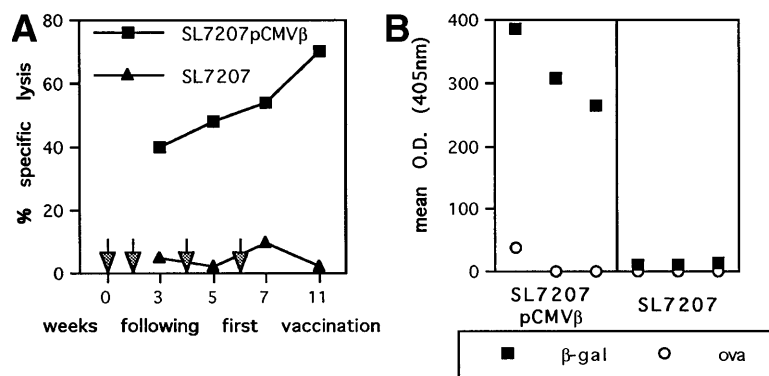 A
% specific lysis
80
60
40
20
0
SL7207pCMVβ
SL7207
0 3 5 7 11
weeks following first vaccination
B
mean O.D. (405nm)
400
300
200
100
0
SL7207
pCMVβ
SL7207
β-gal ova